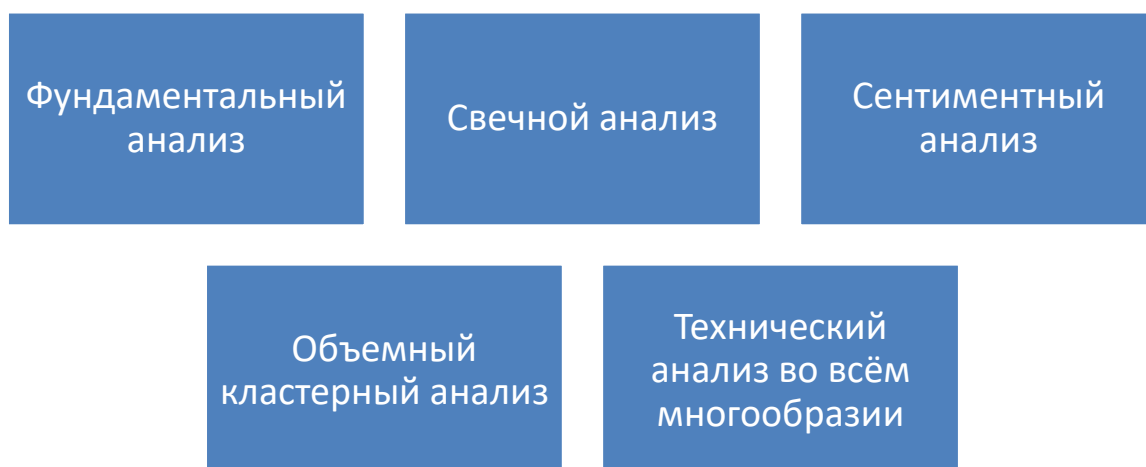 Фундаментальный
анализ
Свечной анализ
Сентиментный
анализ
Объемный
кластерный анализ
Технический
анализ во всём
многообразии